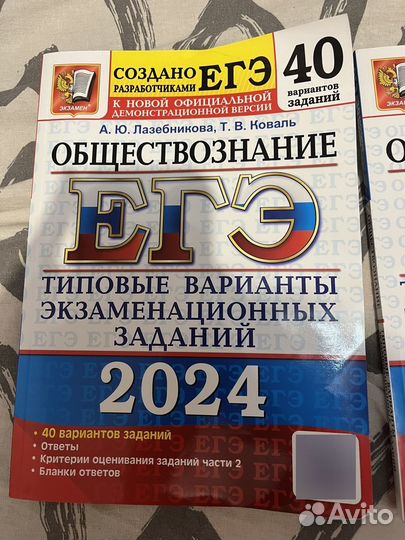 СОЗДАНО
РАЗРАБОТЧИКАМИ ЕГЭ
К НОВОЙ ОФИЦИАЛЬНОЙ
ДЕМОНСТРАЦИОННОЙ ВЕРСИИ
40
вариантов
заданий
ЭКЗАМЕН
А. Ю. Лазебникова, Т. В. Коваль
ОБЩЕСТВОЗНАНИЕ
ЕГЭ
ТИПОВЫЕ ВАРИАНТЫ
ЭКЗАМЕНАЦИОННЫХ
ЗАДАНИЙ
2024
• 40 вариантов заданий
• Ответы
• Критерии оценивания заданий части 2
• Бланки ответов
Avito